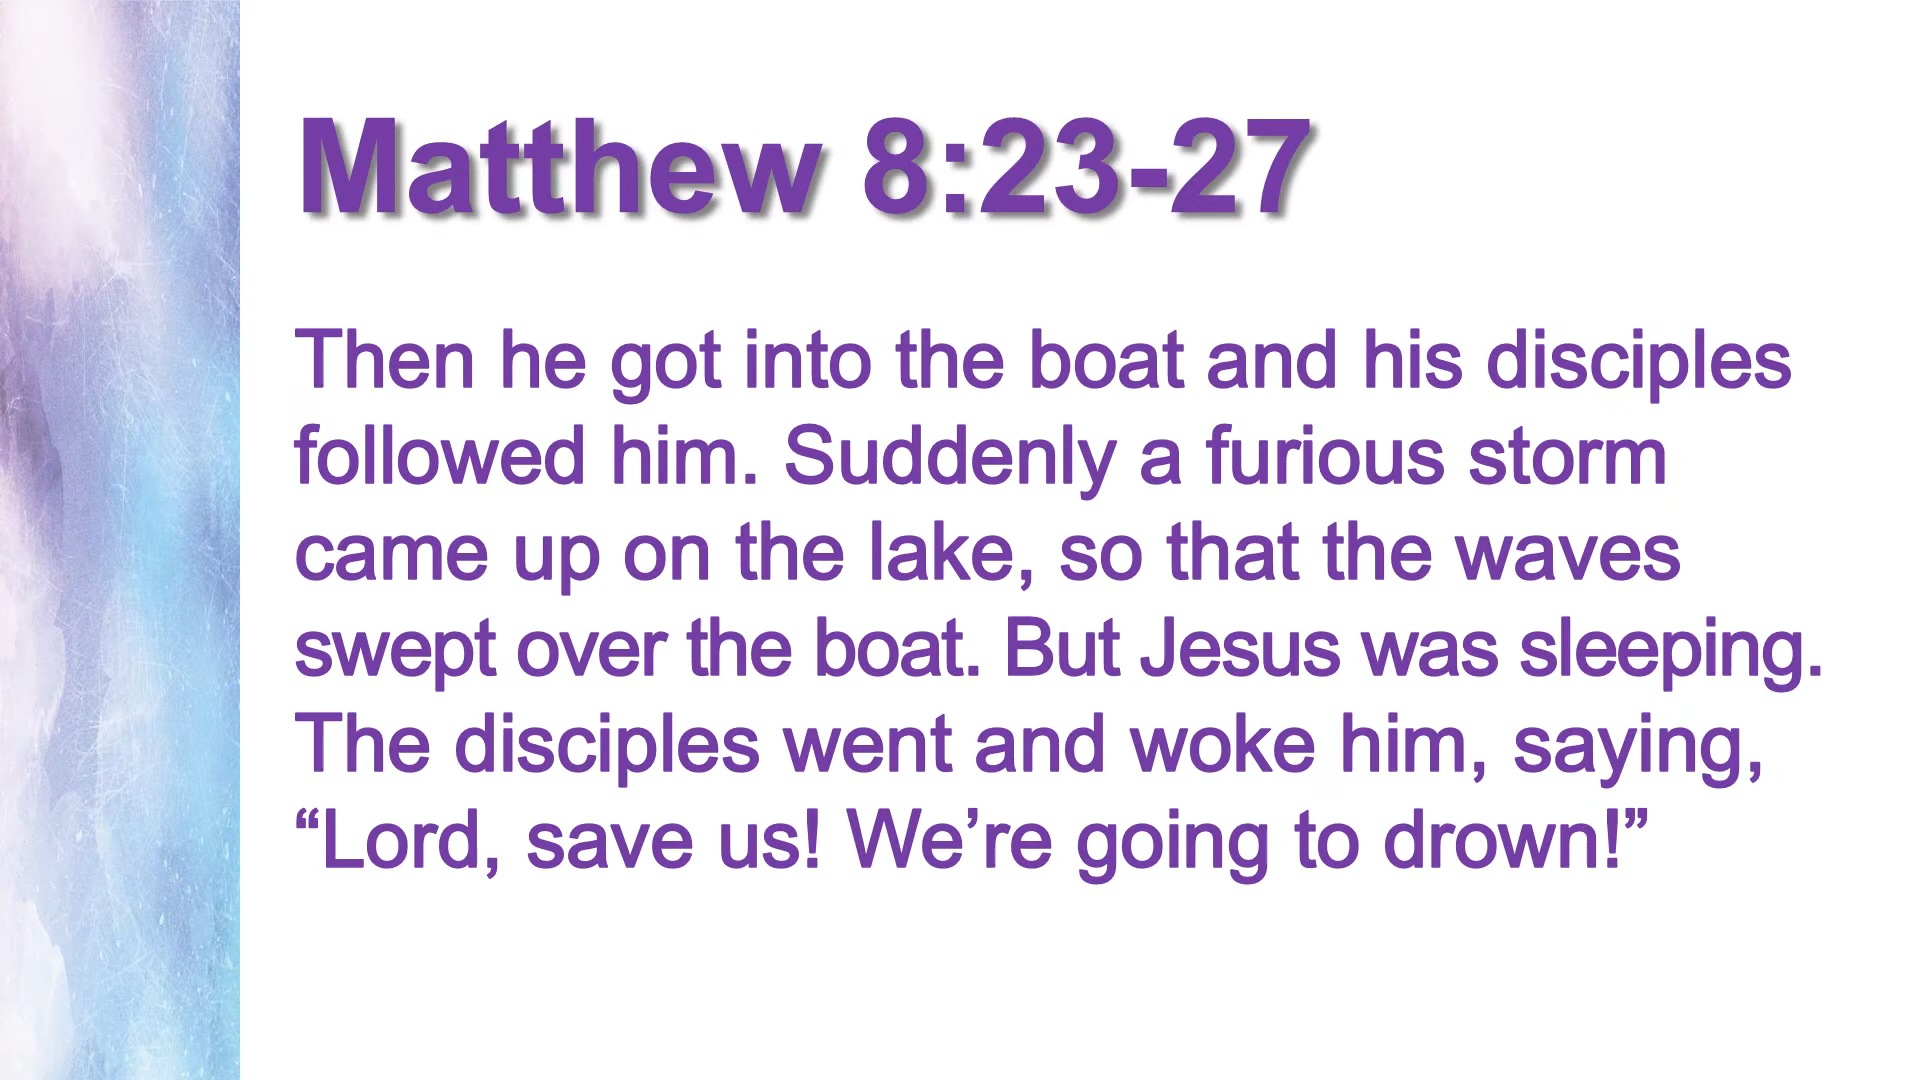 Matthew 8:23-27
Then he got into the boat and his disciples
followed him. Suddenly a furious storm
came up on the lake, so that the waves
swept over the boat. But Jesus was sleeping.
The disciples went and woke him, saying,
“Lord, save us! We’re going to drown!”